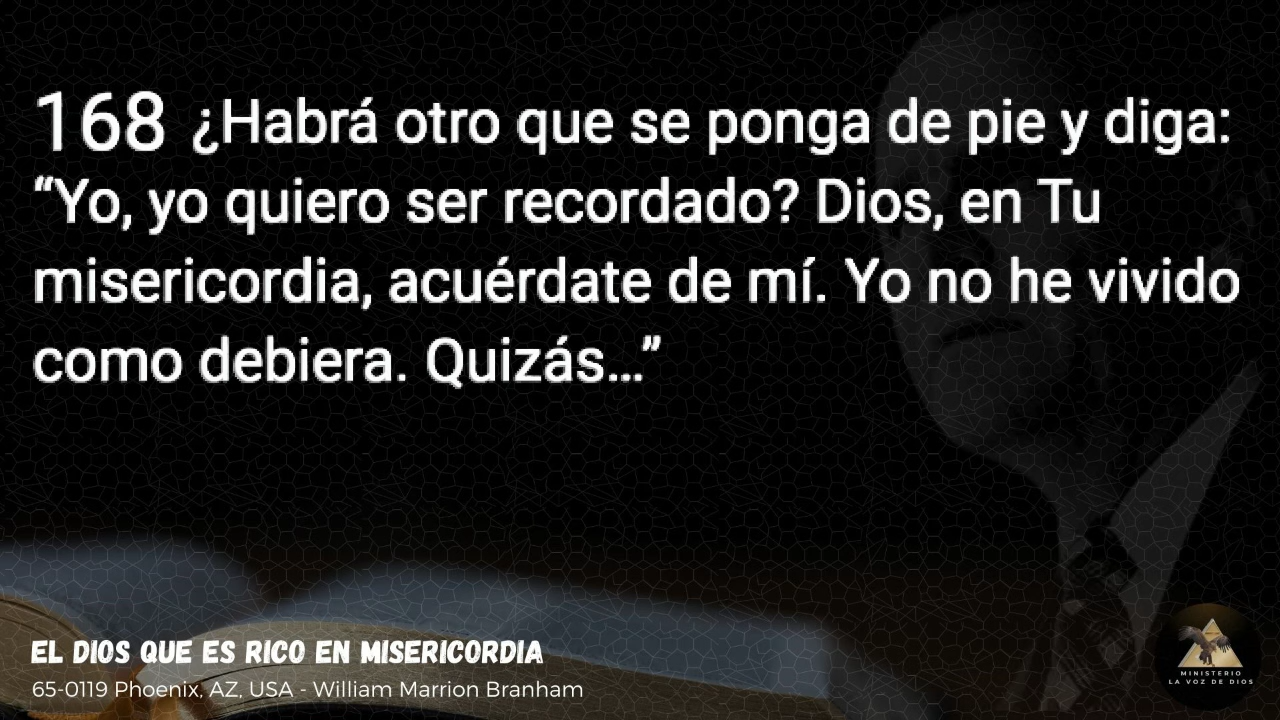 168 ¿Habrá otro que se ponga de pie y diga:
“Yo, yo quiero ser recordado? Dios, en Tu
misericordia, acuérdate de mí. Yo no he vivido
como debiera. Quizás...”
EL DIOS QUE ES RICO EN MISERICORDIA
65-0119 Phoenix, AZ, USA - William Marrion Branham
MINISTERIO
LA VOZ DE DIOS